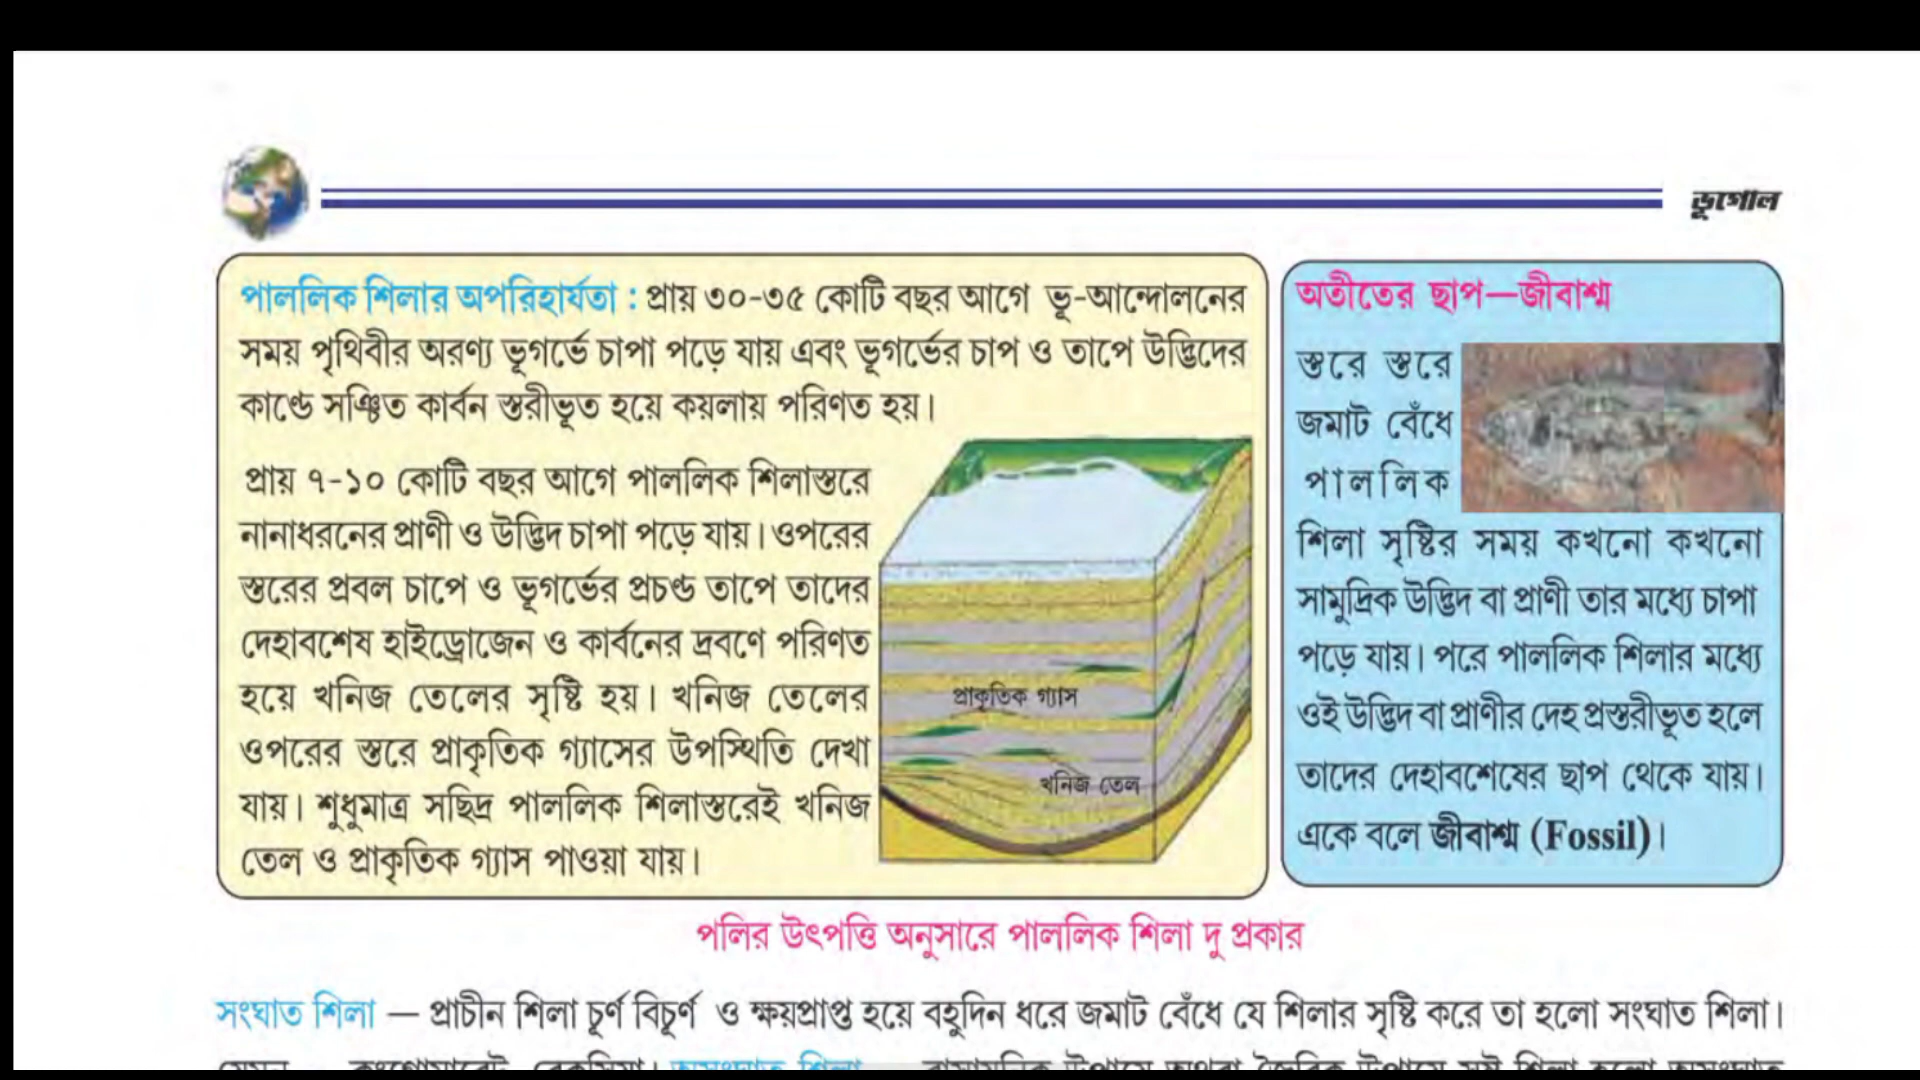 ভূগোল
পাললিক শিলার অপরিহার্যতা : প্রায় ৩০-৩৫ কোটি বছর আগে ভূ-আন্দোলনের
সময় পৃথিবীর অরণ্য ভূগর্ভে চাপা পড়ে যায় এবং ভূগর্ভের চাপ ও তাপে উদ্ভিদের
কাণ্ডে সঞ্চিত কার্বন স্তরীভূত হয়ে কয়লায় পরিণত হয়।
প্রায় ৭-১০ কোটি বছর আগে পাললিক শিলাস্তরে
নানাধরনের প্রাণী ও উদ্ভিদ চাপা পড়ে যায়। ওপরের
স্তরের প্রবল চাপে ও ভূগর্ভের প্রচণ্ড তাপে তাদের
দেহাবশেষ হাইড্রোজেন ও কার্বনের দ্রবণে পরিণত
হয়ে খনিজ তেলের সৃষ্টি হয়। খনিজ তেলের
ওপরের স্তরে প্রাকৃতিক গ্যাসের উপস্থিতি দেখা
যায়। শুধুমাত্র সছিদ্র পাললিক শিলাস্তরেই খনিজ
তেল ও প্রাকৃতিক গ্যাস পাওয়া যায়।
প্রাকৃতিক গ্যাস
খনিজ তেল
অতীতের ছাপ—জীবাশ্ম
স্তরে স্তরে
জমাট বেঁধে
পাললিক
শিলা সৃষ্টির সময় কখনো কখনো
সামুদ্রিক উদ্ভিদ বা প্রাণী তার মধ্যে চাপা
পড়ে যায়। পরে পাললিক শিলার মধ্যে
ওই উদ্ভিদ বা প্রাণীর দেহ প্রস্তরীভূত হলে
তাদের দেহাবশেষের ছাপ থেকে যায়।
একে বলে জীবাশ্ম (Fossil)।
পলির উৎপত্তি অনুসারে পাললিক শিলা দু প্রকার
সংঘাত শিলা — প্রাচীন শিলা চূর্ণ বিচূর্ণ ও ক্ষয়প্রাপ্ত হয়ে বহুদিন ধরে জমাট বেঁধে যে শিলার সৃষ্টি করে তা হলো সংঘাত শিলা।